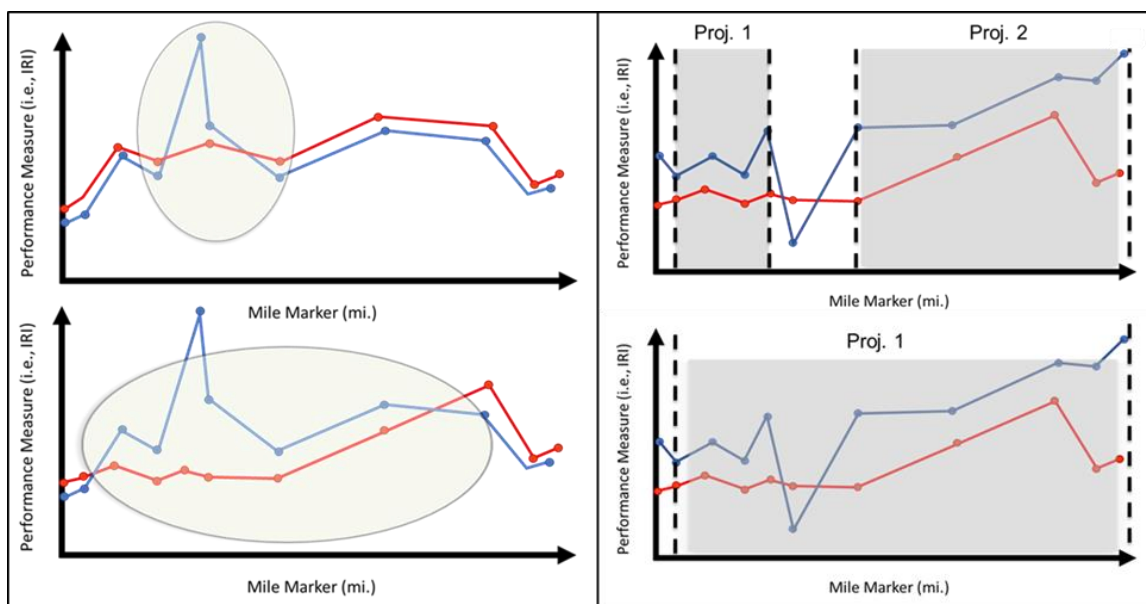 Performance Measure (i.e., IRI)
Mile Marker (mi.)
Performance Measure (i.e., IRI)
Mile Marker (mi.)
Proj. 1
Proj. 2
Performance Measure (i.e., IRI)
Mile Marker (mi.)
Proj. 1
Performance Measure (i.e., IRI)
Mile Marker (mi.)